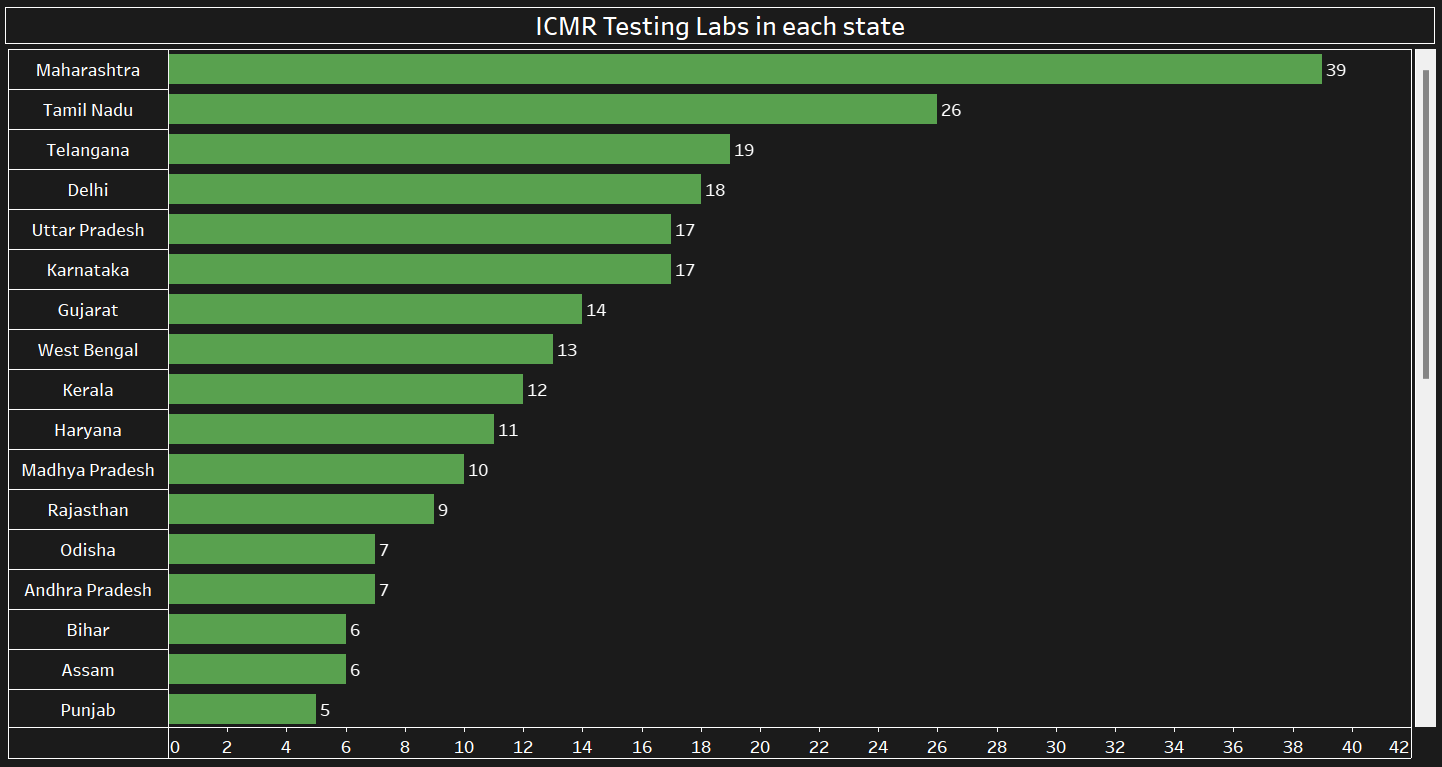 ICMR Testing Labs in each state
Maharashtra 39
Tamil Nadu 26
Telangana 19
Delhi 18
Uttar Pradesh 17
Karnataka 17
Gujarat 14
West Bengal 13
Kerala 12
Haryana 11
Madhya Pradesh 10
Rajasthan 9
Odisha 7
Andhra Pradesh 7
Bihar 6
Assam 6
Punjab 5
0 2 4 6 8 10 12 14 16 18 20 22 24 26 28 30 32 34 36 38 40 42